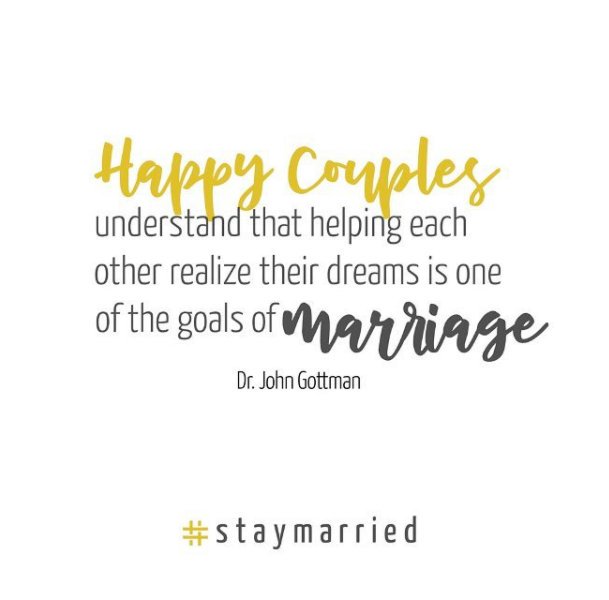 Happy Couples
understand that helping each
other realize their dreams is one
of the goals of marriage
Dr. John Gottman
#staymarried